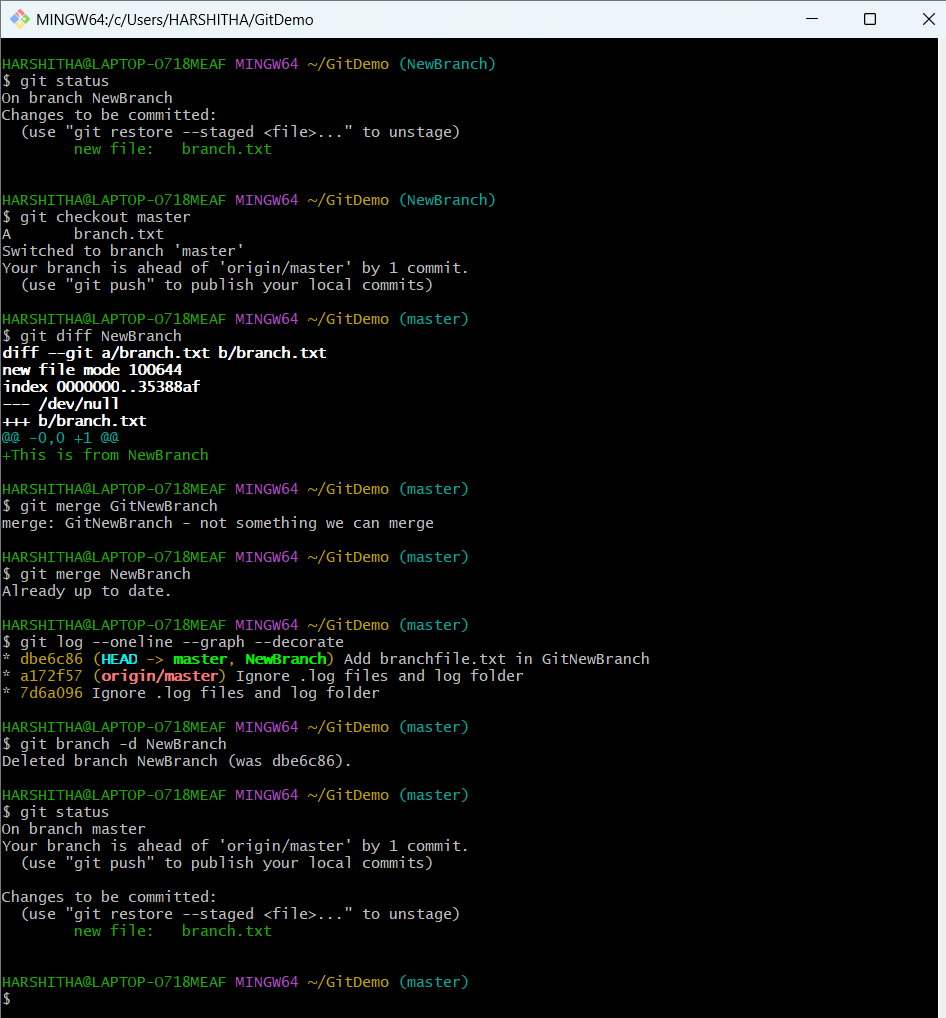 MINGW64:/c/Users/HARSHITHA/GitDemo
HARSHITHA@LAPTOP-O718MEAF MINGW64 ~/GitDemo (NewBranch)
$ git status
On branch NewBranch
Changes to be committed:
  (use "git restore --staged <file>..." to unstage)
        new file:   branch.txt
HARSHITHA@LAPTOP-O718MEAF MINGW64 ~/GitDemo (NewBranch)
$ git checkout master
A       branch.txt
Switched to branch 'master'
Your branch is ahead of 'origin/master' by 1 commit.
  (use "git push" to publish your local commits)
HARSHITHA@LAPTOP-O718MEAF MINGW64 ~/GitDemo (master)
$ git diff NewBranch
diff --git a/branch.txt b/branch.txt
new file mode 100644
index 0000000..35388af
--- /dev/null
+++ b/branch.txt
@@ -0,0 +1 @@
+This is from NewBranch
HARSHITHA@LAPTOP-O718MEAF MINGW64 ~/GitDemo (master)
$ git merge GitNewBranch
merge: GitNewBranch - not something we can merge
HARSHITHA@LAPTOP-O718MEAF MINGW64 ~/GitDemo (master)
$ git merge NewBranch
Already up to date.
HARSHITHA@LAPTOP-O718MEAF MINGW64 ~/GitDemo (master)
$ git log --oneline --graph --decorate
* dbe6c86 (HEAD -> master, NewBranch) Add branchfile.txt in GitNewBranch
* a172f57 (origin/master) Ignore .log files and log folder
* 7d6a096 Ignore .log files and log folder
HARSHITHA@LAPTOP-O718MEAF MINGW64 ~/GitDemo (master)
$ git branch -d NewBranch
Deleted branch NewBranch (was dbe6c86).
HARSHITHA@LAPTOP-O718MEAF MINGW64 ~/GitDemo (master)
$ git status
On branch master
Your branch is ahead of 'origin/master' by 1 commit.
  (use "git push" to publish your local commits)
Changes to be committed:
  (use "git restore --staged <file>..." to unstage)
        new file:   branch.txt
HARSHITHA@LAPTOP-O718MEAF MINGW64 ~/GitDemo (master)
$